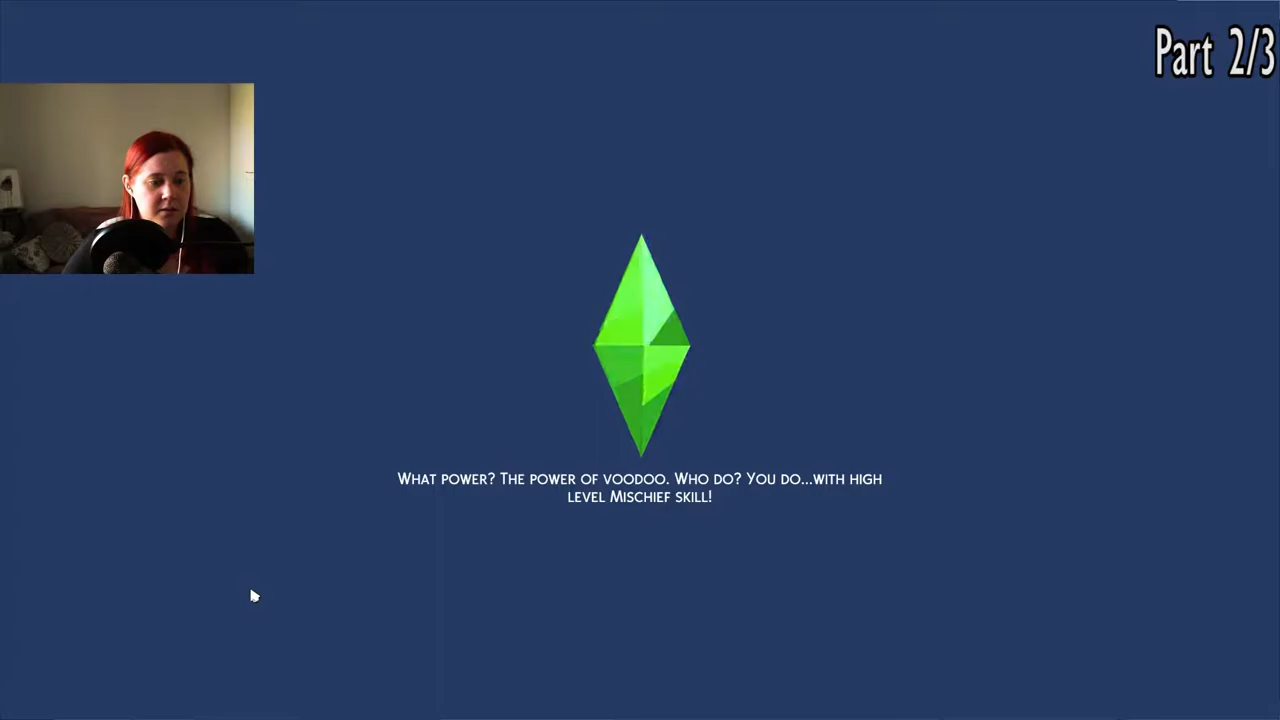 Part 2/3
What power? The power of voodoo. Who do? You do...with high
level Mischief skill!